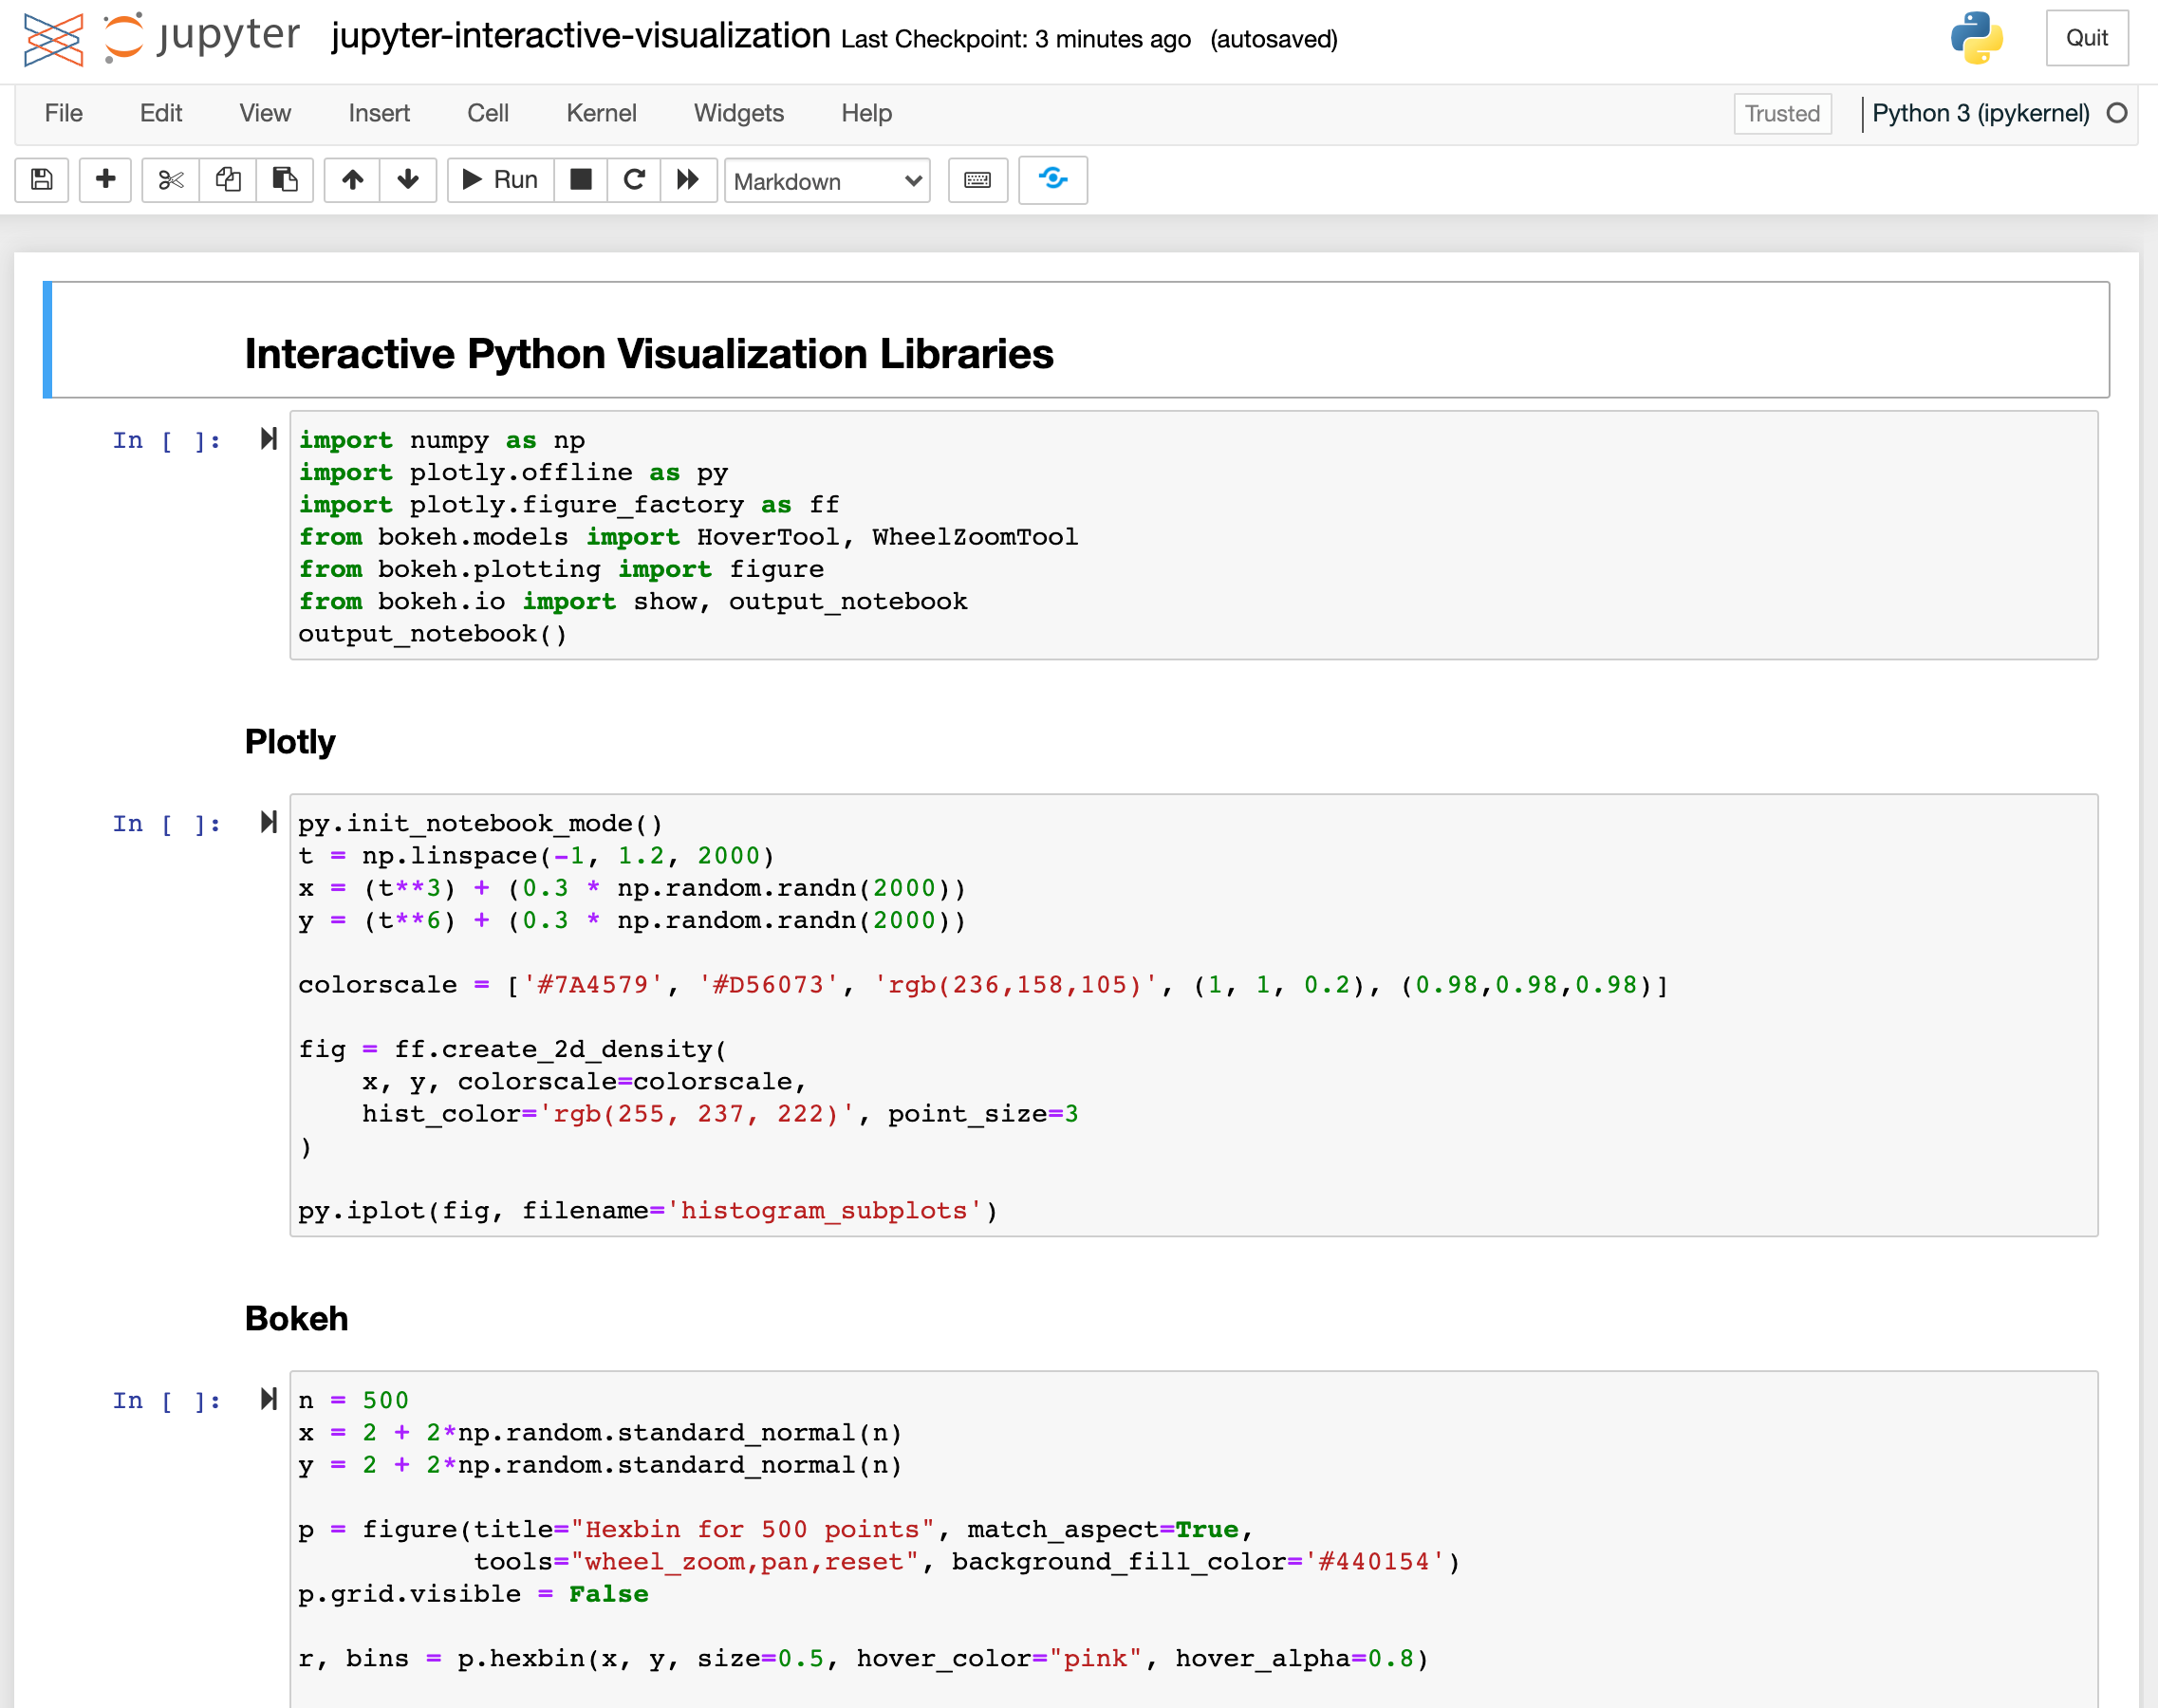 jupyter jupyter-interactive-visualization Last Checkpoint: 3 minutes ago (autosaved) Quit
File Edit View Insert Cell Kernel Widgets Help Trusted Python 3 (ipykernel)
Run Markdown
Interactive Python Visualization Libraries
In [ ]:
import numpy as np
import plotly.offline as py
import plotly.figure_factory as ff
from bokeh.models import HoverTool, WheelZoomTool
from bokeh.plotting import figure
from bokeh.io import show, output_notebook
output_notebook()
Plotly
In [ ]:
py.init_notebook_mode()
t = np.linspace(-1, 1.2, 2000)
x = (t**3) + (0.3 * np.random.randn(2000))
y = (t**6) + (0.3 * np.random.randn(2000))
colorscale = ['#7A4579', '#D56073', 'rgb(236,158,105)', (1, 1, 0.2), (0.98,0.98,0.98)]
fig = ff.create_2d_density(
    x, y, colorscale=colorscale,
    hist_color='rgb(255, 237, 222)', point_size=3
)
py.iplot(fig, filename='histogram_subplots')
Bokeh
In [ ]:
n = 500
x = 2 + 2*np.random.standard_normal(n)
y = 2 + 2*np.random.standard_normal(n)
p = figure(title="Hexbin for 500 points", match_aspect=True,
           tools="wheel_zoom,pan,reset", background_fill_color='#440154')
p.grid.visible = False
r, bins = p.hexbin(x, y, size=0.5, hover_color="pink", hover_alpha=0.8)